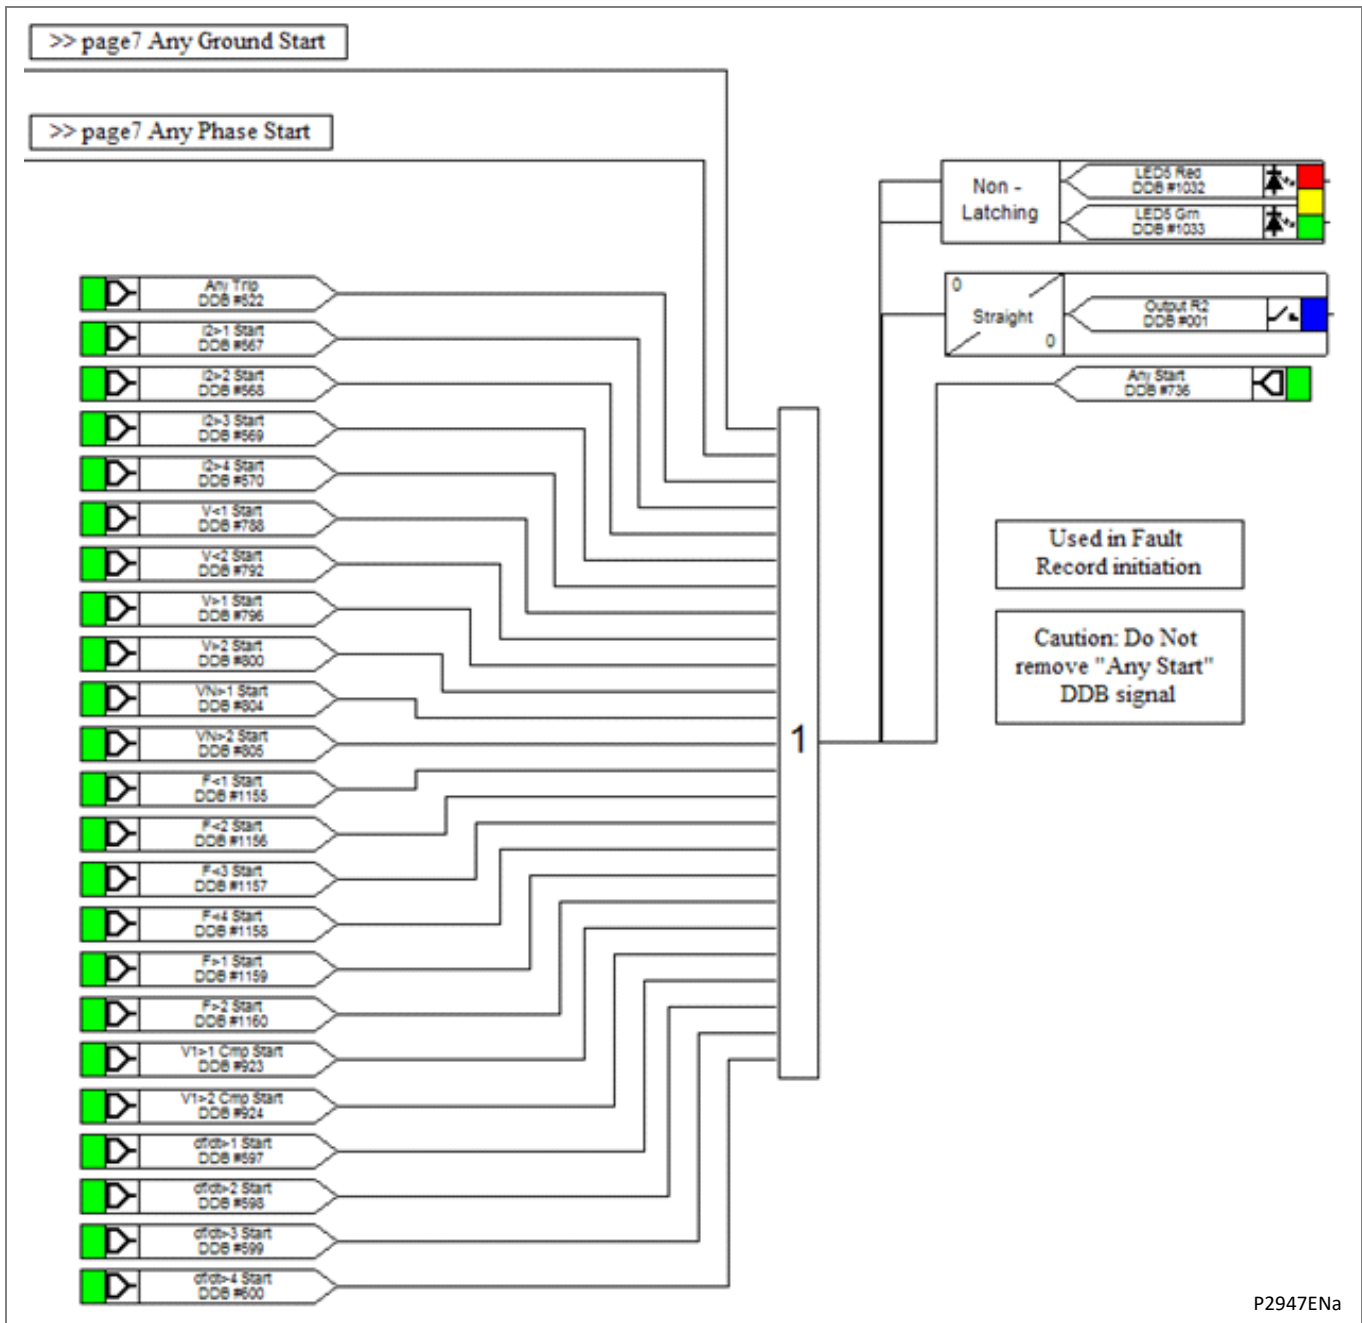 >> page7 Any Ground Start
>> page7 Any Phase Start
Any Trip
DDB #522
I2>1 Start
DDB #567
I2>2 Start
DDB #568
I2>3 Start
DDB #569
I2>4 Start
DDB #570
V<1 Start
DDB #788
V<2 Start
DDB #792
V>1 Start
DDB #796
V>2 Start
DDB #800
VN>1 Start
DDB #804
VN>2 Start
DDB #805
F<1 Start
DDB #1155
F<2 Start
DDB #1156
F<3 Start
DDB #1157
F<4 Start
DDB #1158
F>1 Start
DDB #1159
F>2 Start
DDB #1160
V1>1 Cmp Start
DDB #923
V1>2 Cmp Start
DDB #924
df/dt>1 Start
DDB #597
df/dt>2 Start
DDB #598
df/dt>3 Start
DDB #599
df/dt>4 Start
DDB #600
1
Non -
Latching
LED5 Red
DDB #1032
LED5 Grn
DDB #1033
0
Straight
0
Output R2
DDB #001
Any Start
DDB #736
Used in Fault
Record initiation
Caution: Do Not
remove "Any Start"
DDB signal
P2947ENa